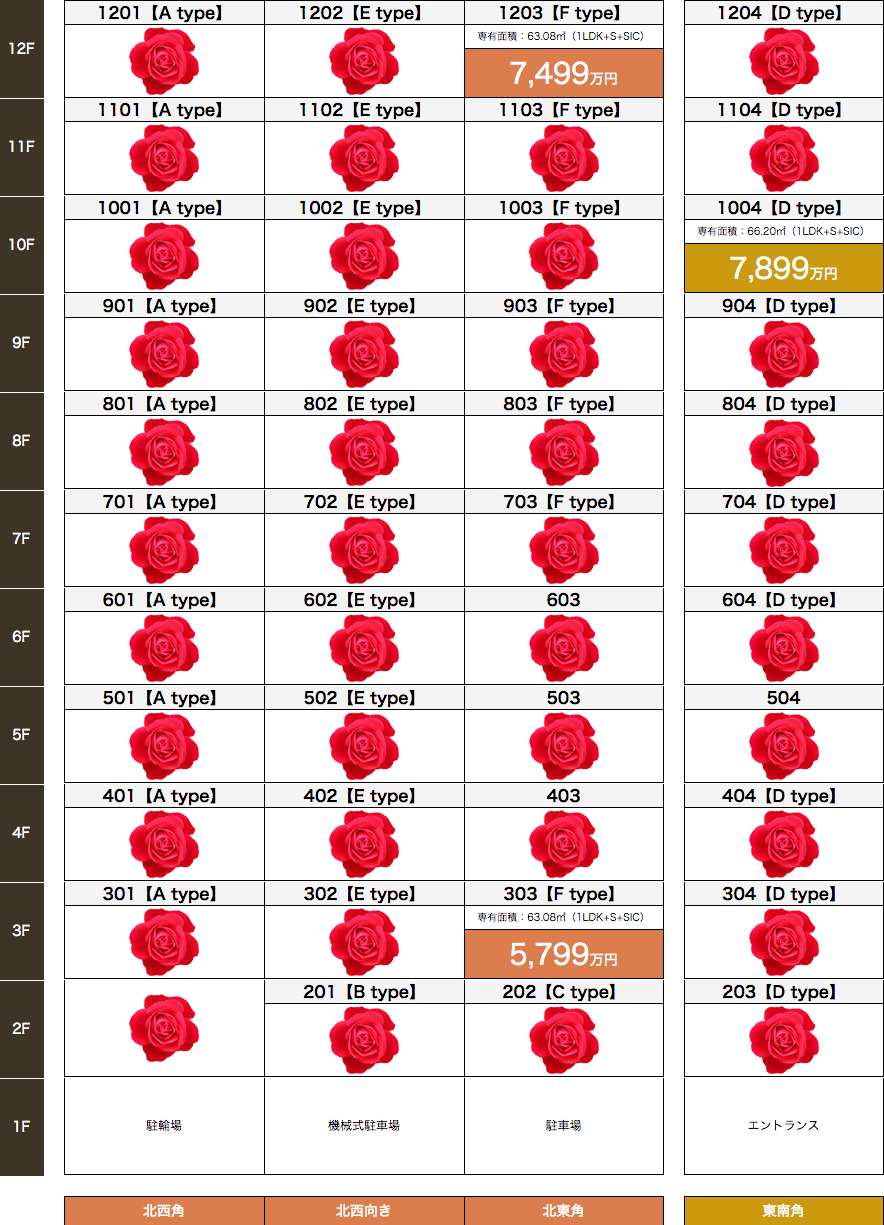 1201【A type】 1202【E type】 1203【F type】 1204【D type】
12F
専有面積：63.08㎡（1LDK+S+SIC）
7,499万円
1101【A type】 1102【E type】 1103【F type】 1104【D type】
11F
1001【A type】 1002【E type】 1003【F type】 1004【D type】
10F
専有面積：66.20㎡（1LDK+S+SIC）
7,899万円
901【A type】 902【E type】 903【F type】 904【D type】
9F
801【A type】 802【E type】 803【F type】 804【D type】
8F
701【A type】 702【E type】 703【F type】 704【D type】
7F
601【A type】 602【E type】 603 604【D type】
6F
501【A type】 502【E type】 503 504
5F
401【A type】 402【E type】 403 404【D type】
4F
301【A type】 302【E type】 303【F type】 304【D type】
3F
専有面積：63.08㎡（1LDK+S+SIC）
5,799万円
201【B type】 202【C type】 203【D type】
2F
1F 駐輪場 機械式駐車場 駐車場 エントランス
北西角 北西向き 北東角 東南角